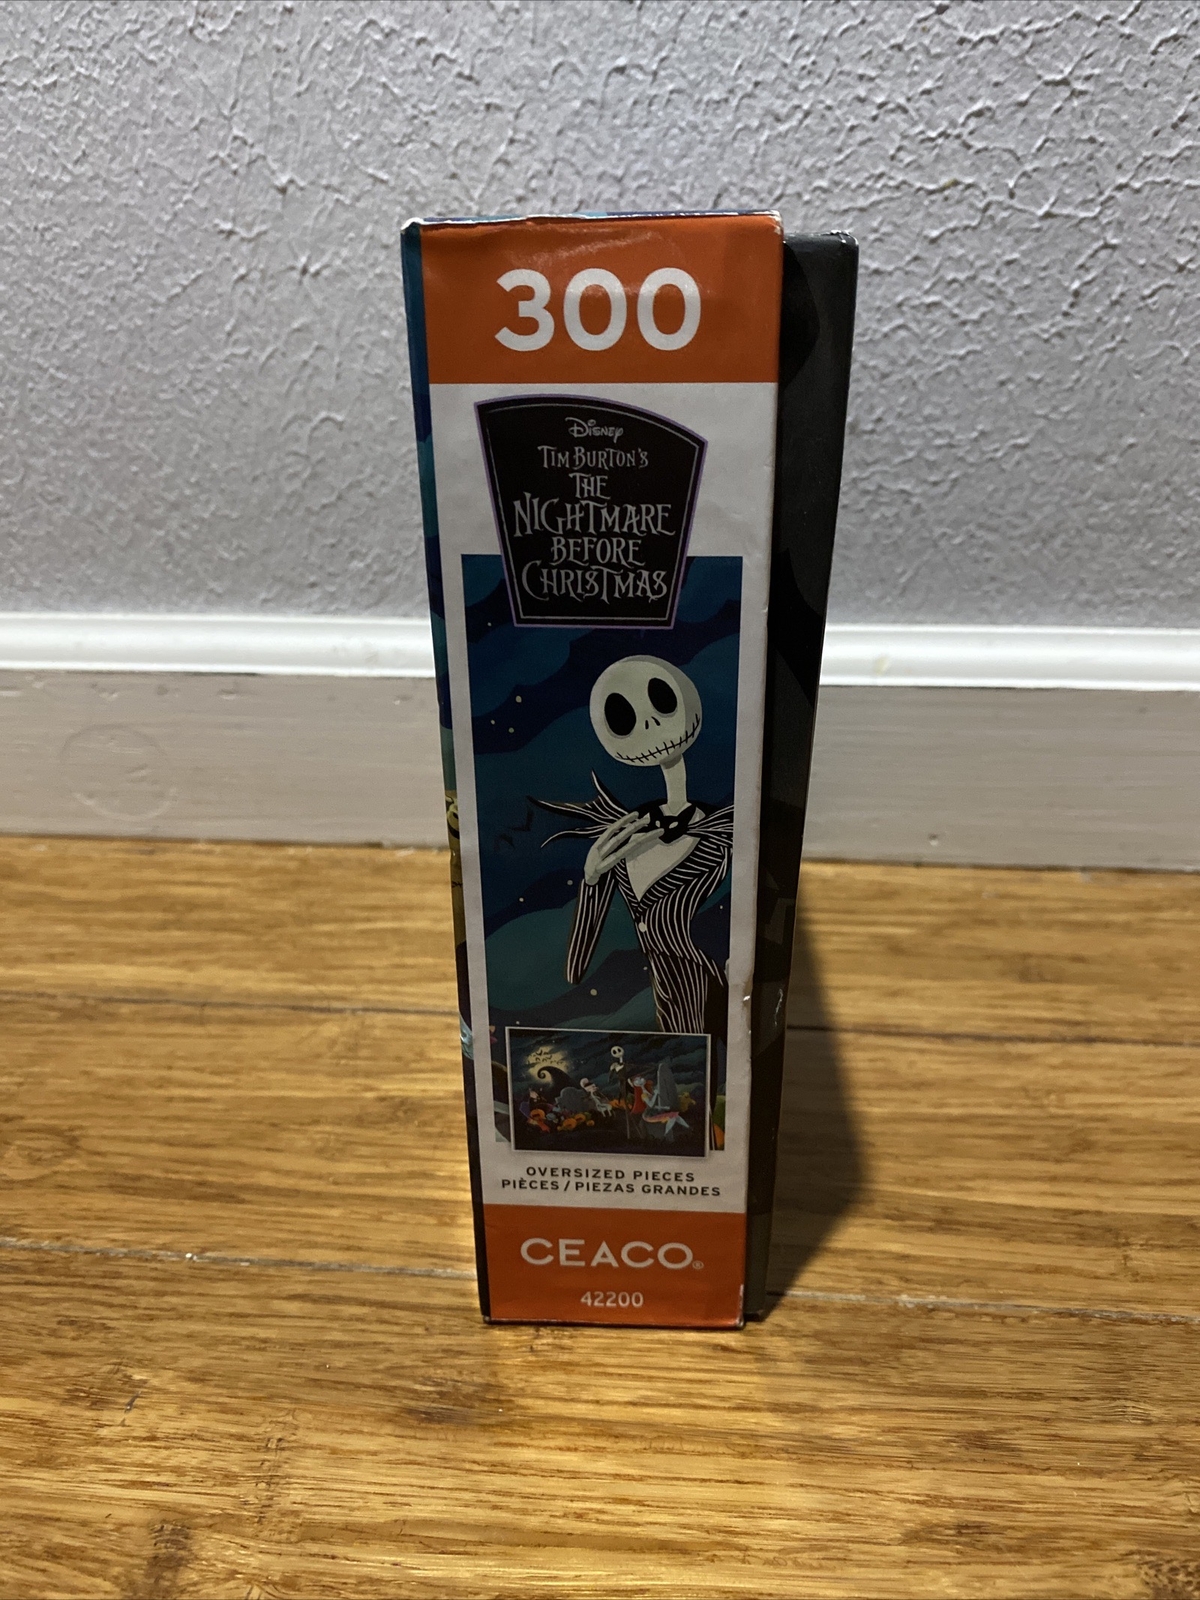 300
Disney
TIM BURTON'S
THE
NIGHTMARE
BEFORE
CHRISTMAS
OVERSIZED PIECES
PIÈCES / PIEZAS GRANDES
CEACO®
42200